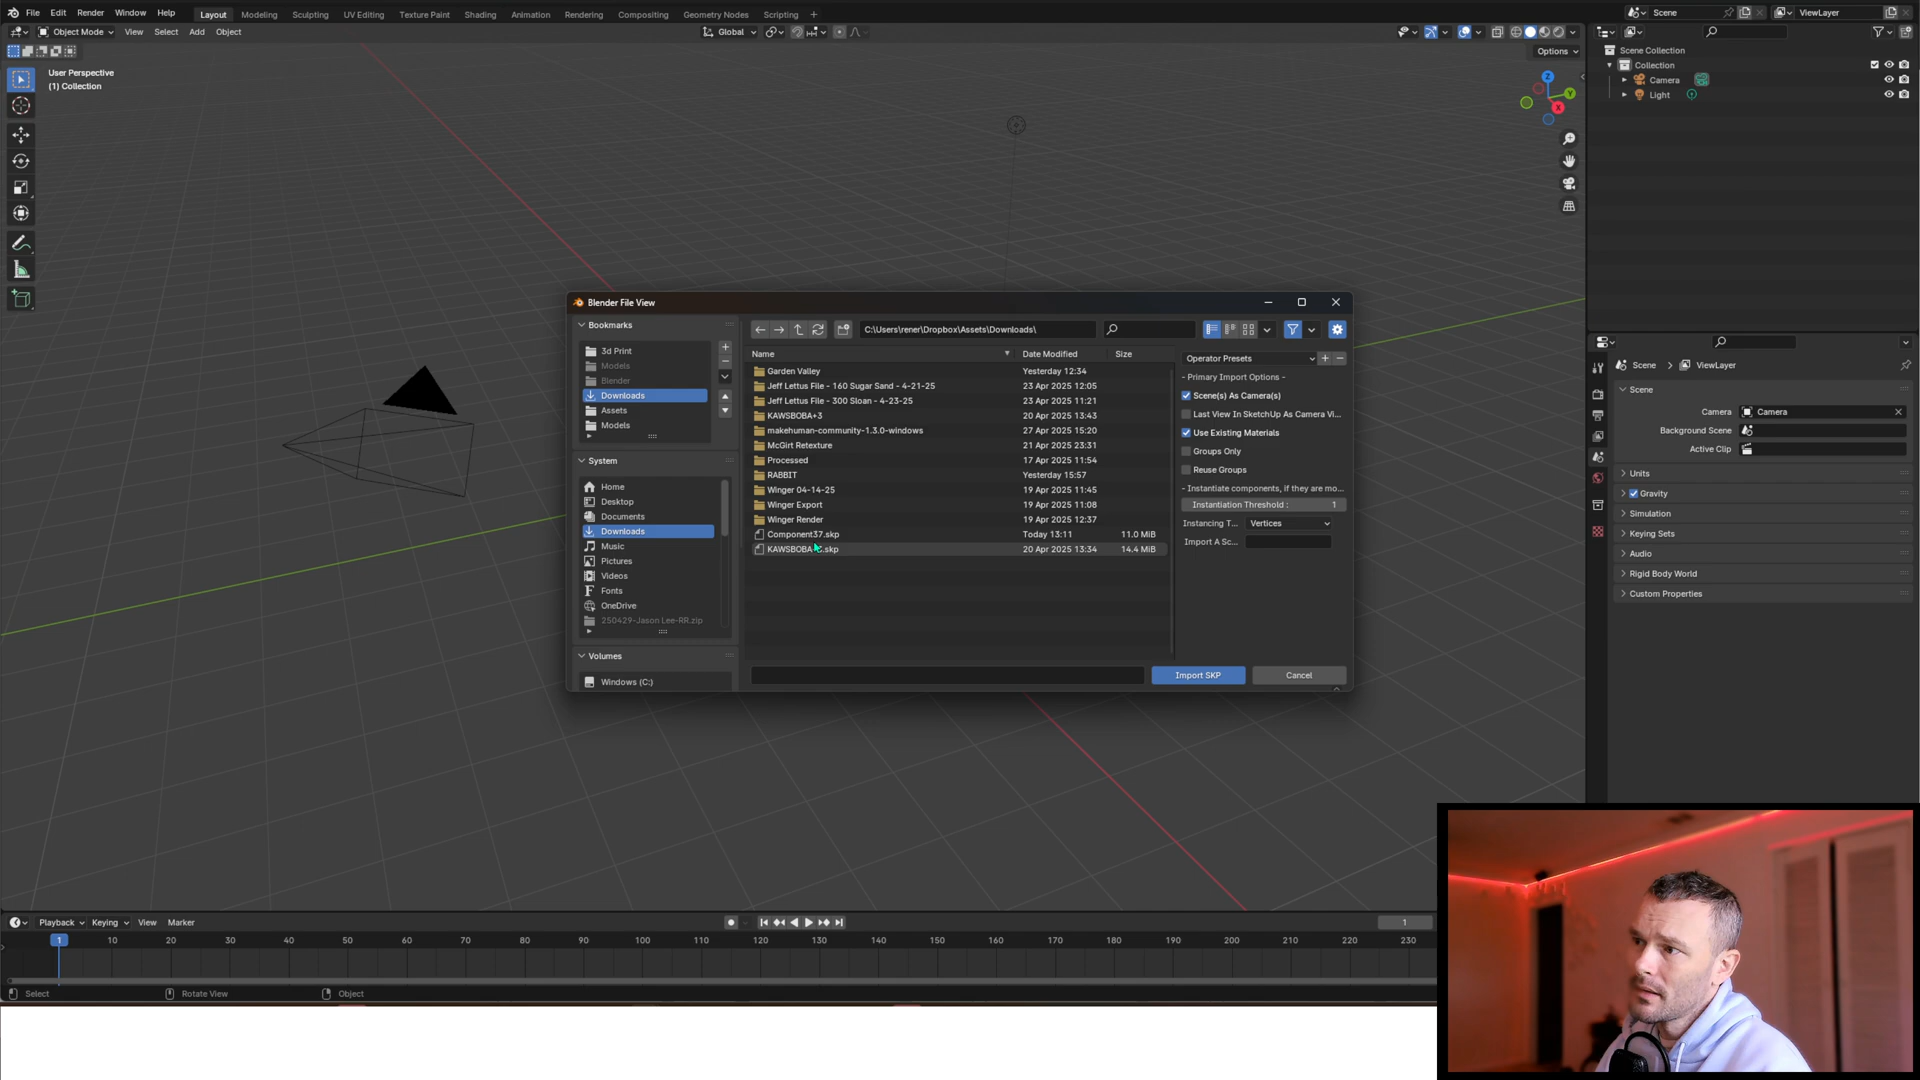 File Edit Render Window Help Layout Modeling Sculpting UV Editing Texture Paint Shading Animation Rendering Compositing Geometry Nodes Scripting + Scene ViewLayer
Object Mode View Select Add Object Global
Options
User Perspective
(1) Collection
Z
Y
X
Scene Collection
Collection
Camera
Light
Blender File View
Bookmarks
3d Print
Models
Blender
Downloads
Assets
Models
System
Home
Desktop
Documents
Downloads
Music
Pictures
Videos
Fonts
OneDrive
250429-Jason Lee-RR.zip
Volumes
Windows (C:)
C:\Users\rener\Dropbox\Assets\Downloads\
Name Date Modified Size
Garden Valley Yesterday 12:34
Jeff Lettus File - 160 Sugar Sand - 4-21-25 23 Apr 2025 12:05
Jeff Lettus File - 300 Sloan - 4-23-25 23 Apr 2025 11:21
KAWSBOBA+3 20 Apr 2025 13:43
makehuman-community-1.3.0-windows 27 Apr 2025 15:20
McGirt Retexture 21 Apr 2025 23:31
Processed 17 Apr 2025 11:54
RABBIT Yesterday 15:57
Winger 04-14-25 19 Apr 2025 11:45
Winger Export 19 Apr 2025 11:08
Winger Render 19 Apr 2025 12:37
Component37.skp Today 13:11 11.0 MiB
20 Apr 2025 13:34 14.4 MiB
Operator Presets
- Primary Import Options -
Scene(s) As Camera(s)
Last View In SketchUp As Camera Vi...
Use Existing Materials
Groups Only
Reuse Groups
- Instantiate components, if they are mo...
Instantiation Threshold : 1
Instancing T... Vertices
Import A Sc...
Import SKP Cancel
Scene ViewLayer
Scene
Camera Camera
Background Scene
Active Clip
Units
Gravity
Simulation
Keying Sets
Audio
Rigid Body World
Custom Properties
Playback Keying View Marker 1
1 10 20 30 40 50 60 70 80 90 100 110 120 130 140 150 160 170 180 190 200 210 220 230
Select Rotate View Object